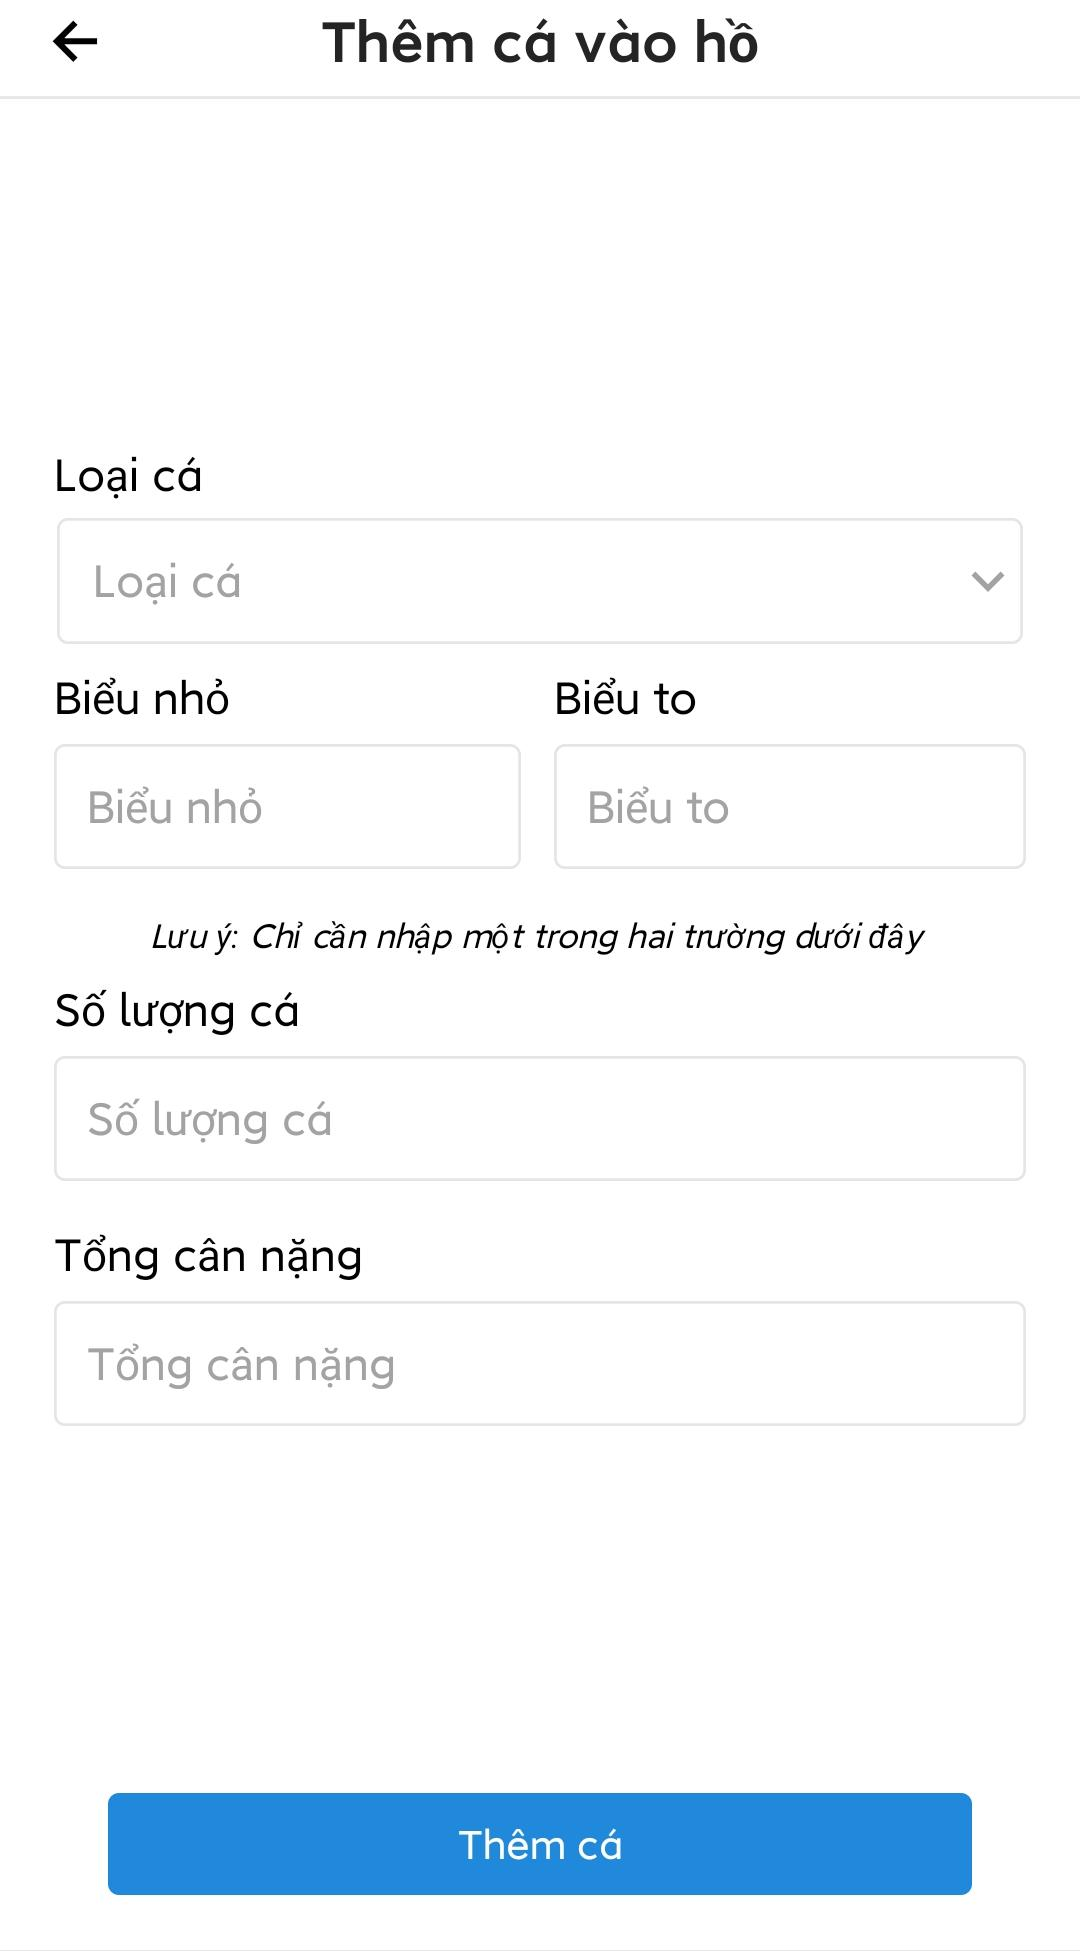 Thêm cá vào hồ
Loại cá
Loại cá
Biểu nhỏ
Biểu to
Biểu nhỏ
Biểu to
Lưu ý: Chỉ cần nhập một trong hai trường dưới đây
Số lượng cá
Số lượng cá
Tổng cân nặng
Tổng cân nặng
Thêm cá